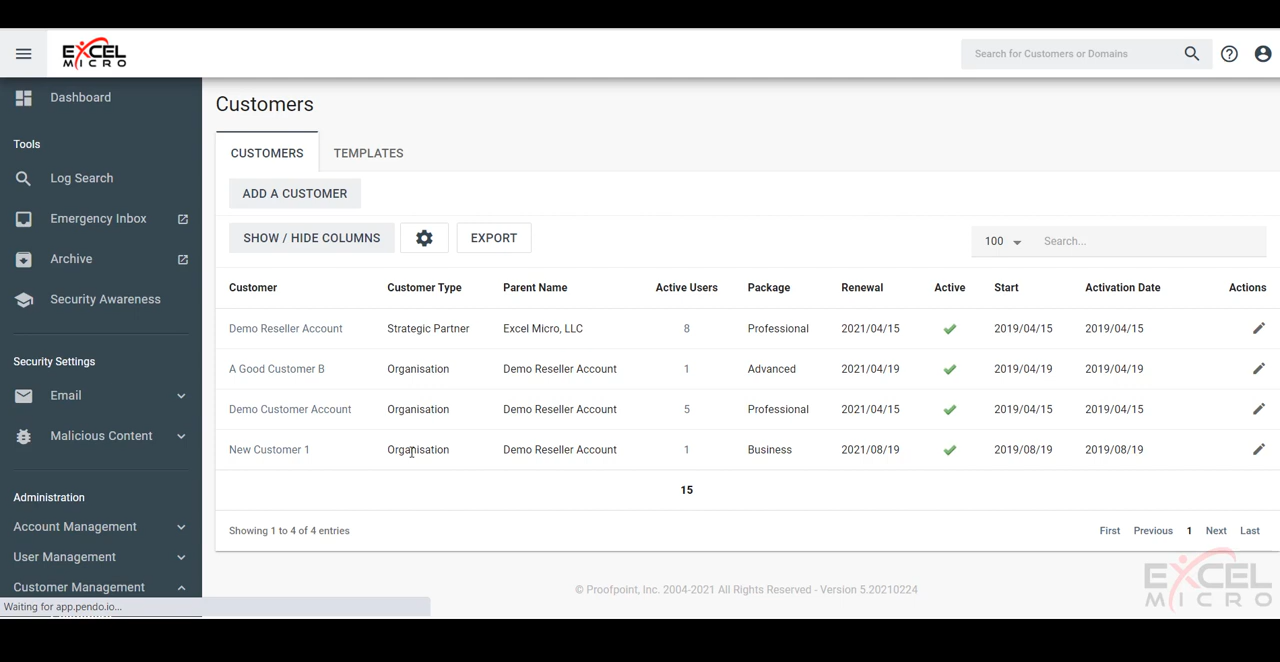 EXCEL
MICRO
Search for Customers or Domains
Dashboard
Tools
Log Search
Emergency Inbox
Archive
Security Awareness
Security Settings
Email
Malicious Content
Administration
Account Management
User Management
Customer Management
Waiting for app.pendo.io...
Customers
CUSTOMERS TEMPLATES
ADD A CUSTOMER
SHOW / HIDE COLUMNS EXPORT 100 Search...
Customer Customer Type Parent Name Active Users Package Renewal Active Start Activation Date Actions
Demo Reseller Account Strategic Partner Excel Micro, LLC 8 Professional 2021/04/15 2019/04/15 2019/04/15
A Good Customer B Organisation Demo Reseller Account 1 Advanced 2021/04/19 2019/04/19 2019/04/19
Demo Customer Account Organisation Demo Reseller Account 5 Professional 2021/04/15 2019/04/15 2019/04/15
New Customer 1 Organisation Demo Reseller Account 1 Business 2021/08/19 2019/08/19 2019/08/19
15
Showing 1 to 4 of 4 entries First Previous 1 Next Last
© Proofpoint, Inc. 2004-2021 All Rights Reserved - Version 5.20210224
EXCEL
MICRO